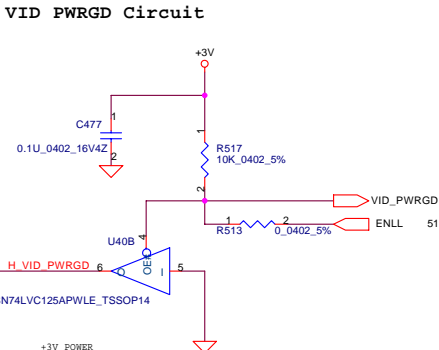 VID PWRGD Circuit
+3V
1
C477
0.1U_0402_16V4Z
2
1
R517
10K_0402_5%
2
VID_PWRGD
1
2
R513
0_0402_5%
ENLL
51
4
U40B
OE#
H_VID_PWRGD
6
O
I
5
N74LVC125APWLE_TSSOP14
+3V POWER